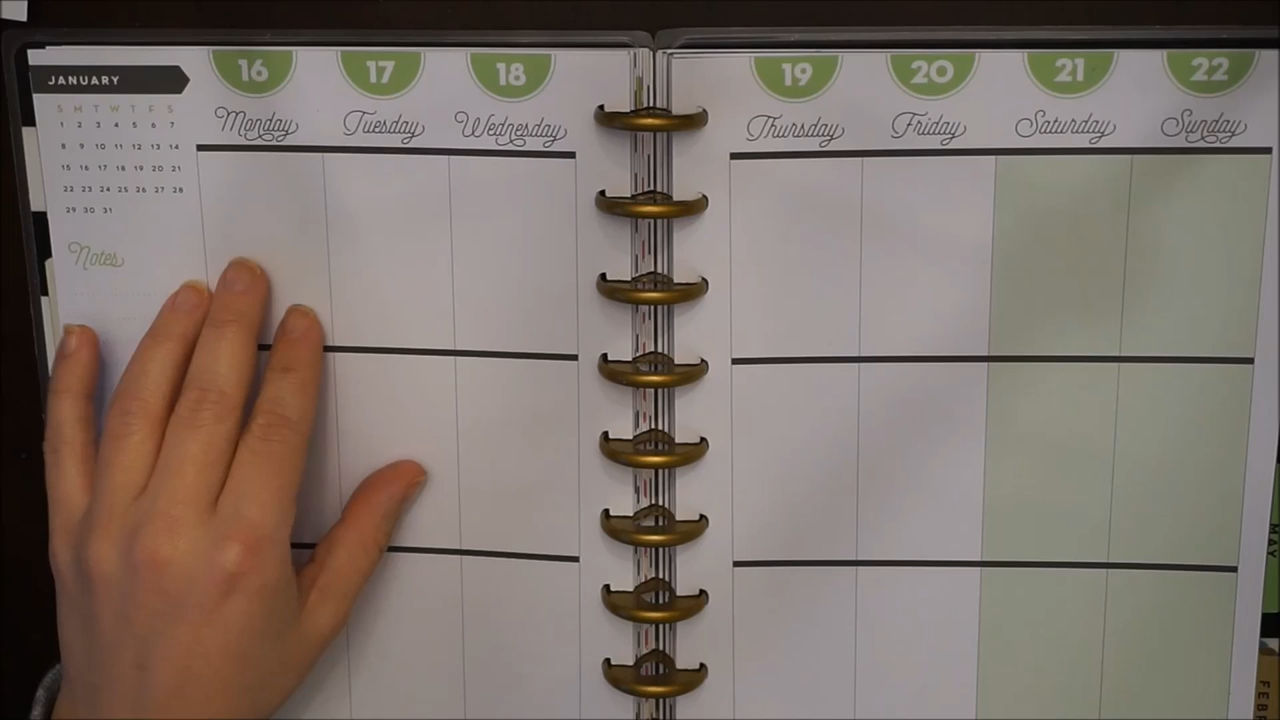 JANUARY
S M T W T F S
1 2 3 4 5 6 7
8 9 10 11 12 13 14
15 16 17 18 19 20 21
22 23 24 25 26 27 28
29 30 31
Notes
16 17 18
Monday Tuesday Wednesday
19 20 21 22
Thursday Friday Saturday Sunday
MAY